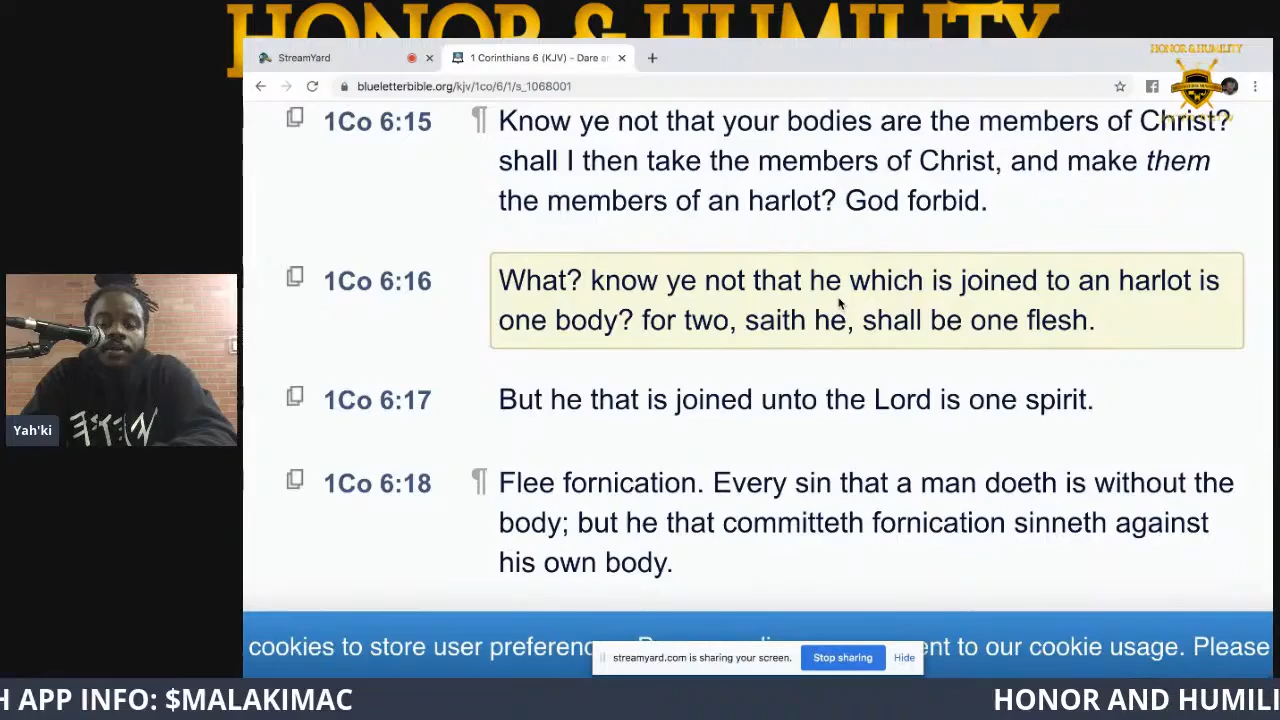 HONOR & HUMILITY
StreamYard
1 Corinthians 6 (KJV) – Dare a
HONOR & HUMILITY
blueletterbible.org/kjv/1co/6/1/s_1068001
1Co 6:15 ¶ Know ye not that your bodies are the members of Christ?
shall I then take the members of Christ, and make them
the members of an harlot? God forbid.
1Co 6:16 What? know ye not that he which is joined to an harlot is
one body? for two, saith he, shall be one flesh.
1Co 6:17 But he that is joined unto the Lord is one spirit.
Yah'ki
1Co 6:18 ¶ Flee fornication. Every sin that a man doeth is without the
body; but he that committeth fornication sinneth against
his own body.
cookies to store user preferenc ent to our cookie usage. Please
streamyard.com is sharing your screen. Stop sharing Hide
H APP INFO: $MALAKIMAC HONOR AND HUMILI